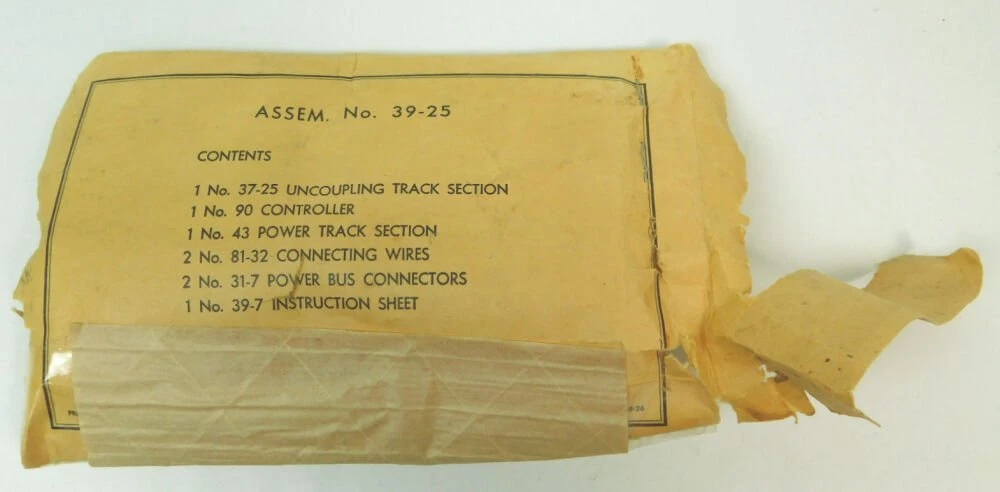 ASSEM. No. 39-25
CONTENTS
1 No. 37-25 UNCOUPLING TRACK SECTION
1 No. 90 CONTROLLER
1 No. 43 POWER TRACK SECTION
2 No. 81-32 CONNECTING WIRES
2 No. 31-7 POWER BUS CONNECTORS
1 No. 39-7 INSTRUCTION SHEET